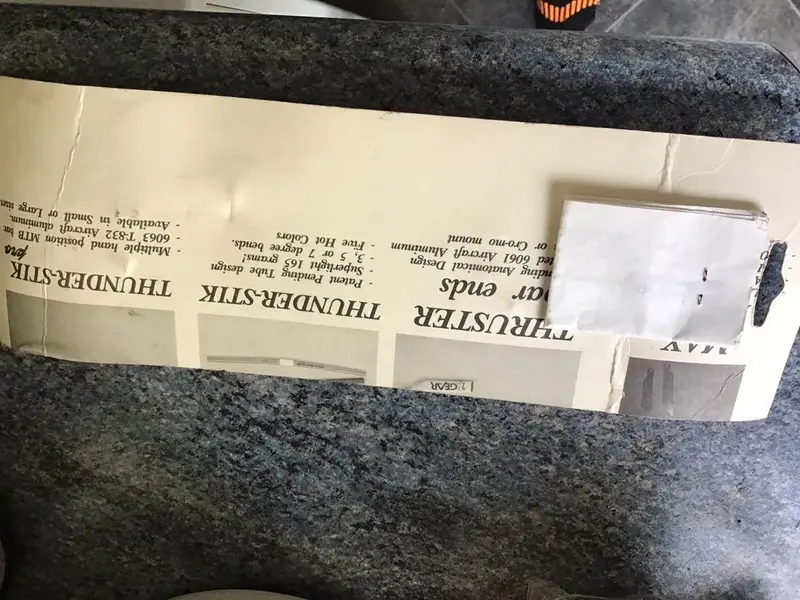 GEAR
MAX
THRUSTER
bar ends
Pending Anatomical Design
6061 Aircraft Aluminum
or Cro-mo mount
THUNDER-STIK
- Patent Pending Tube design
- Superlight 165 grams;
- 3, 5 or 7 degree bends.
- Five Hot Colors
THUNDER-STIK
pro
- Multiple hand position MTB bar
- 6063 T-832 Aircraft aluminum.
- Available in Small or Large sizes